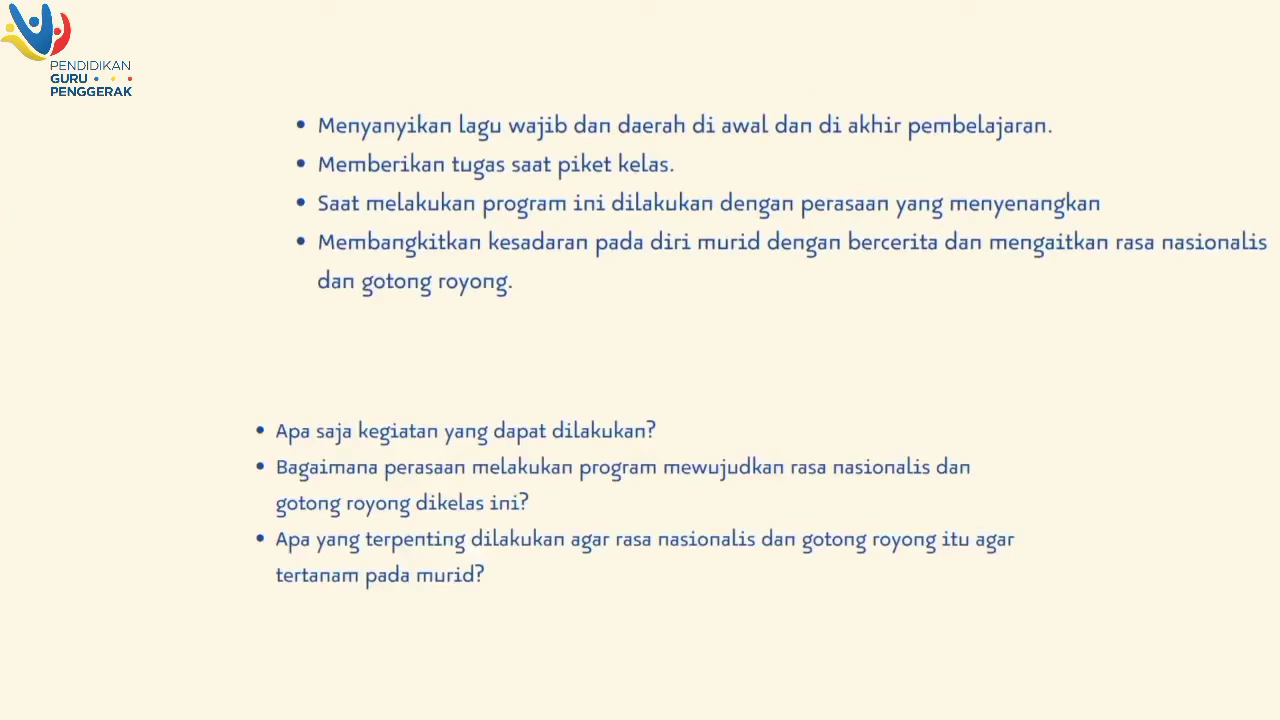 PENDIDIKAN
GURU
PENGGERAK
• Menyanyikan lagu wajib dan daerah di awal dan di akhir pembelajaran.
• Memberikan tugas saat piket kelas.
• Saat melakukan program ini dilakukan dengan perasaan yang menyenangkan
• Membangkitkan kesadaran pada diri murid dengan bercerita dan mengaitkan rasa nasionalis
dan gotong royong.
• Apa saja kegiatan yang dapat dilakukan?
• Bagaimana perasaan melakukan program mewujudkan rasa nasionalis dan
gotong royong dikelas ini?
• Apa yang terpenting dilakukan agar rasa nasionalis dan gotong royong itu agar
tertanam pada murid?